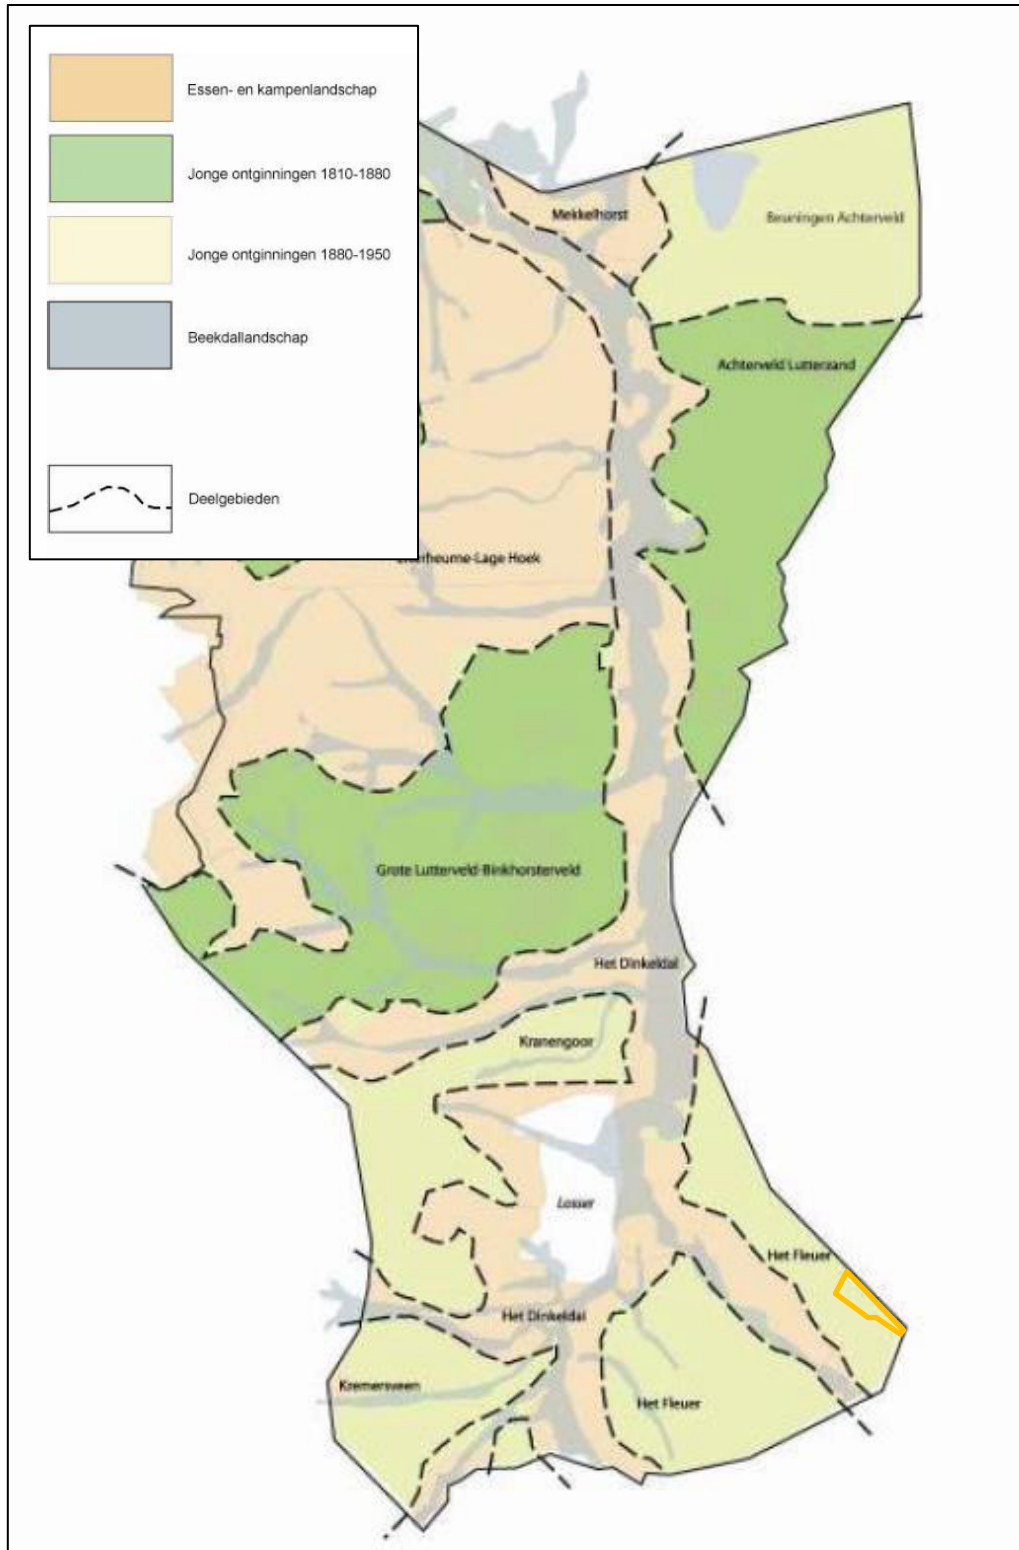 Essen- en kampenlandschap
Jonge ontginningen 1810-1880
Jonge ontginningen 1880-1950
Beekdallandschap
Deelgebieden
Mekkelhorst
Beuningen Achterveld
Achterveld Lutterzand
Hoek
Grote Lutterveld-Binkhorsterveld
Het Dinkeldal
Kranengoor
Losser
Het Fleuer
Het Dinkeldal
Kremersveen
Het Fleuer